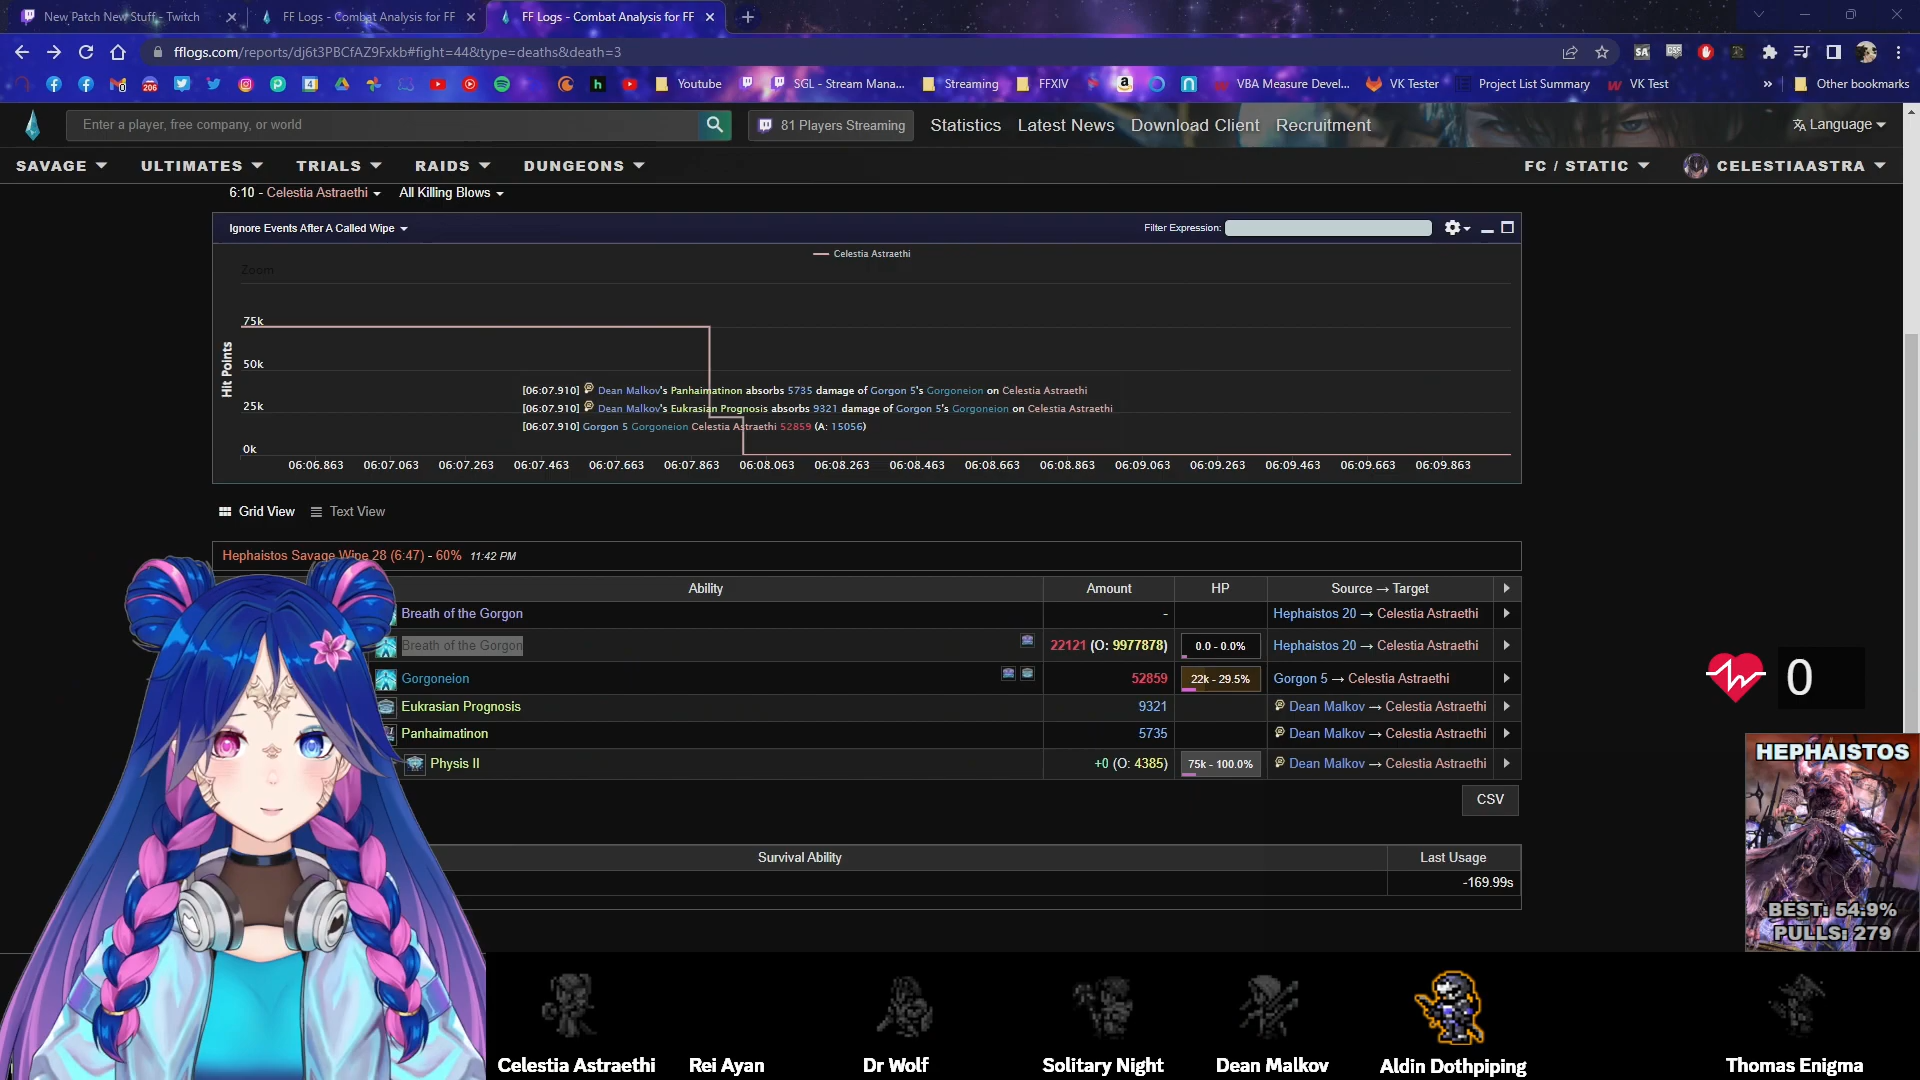 New Patch New Stuff - Twitch
FF Logs - Combat Analysis for FF
FF Logs - Combat Analysis for FF
fflogs.com/reports/dj6t3PBCfAZ9Fxkb#fight=44&type=deaths&death=3
Youtube
SGL - Stream Mana...
Streaming
FFXIV
VBA Measure Devel...
VK Tester
Project List Summary
VK Test
»
Other bookmarks
Enter a player, free company, or world
81 Players Streaming
Statistics
Latest News
Download Client
Recruitment
Language
SAVAGE
ULTIMATES
TRIALS
RAIDS
DUNGEONS
FC / STATIC
CELESTIAASTRA
6:10 - Celestia Astraethi
All Killing Blows
Ignore Events After A Called Wipe
Filter Expression:
Celestia Astraethi
Zoom
Hit Points
75k
50k
25k
0k
[06:07.910] Dean Malkov's Panhaimatinon absorbs 5735 damage of Gorgon 5's Gorgoneion on Celestia Astraethi
[06:07.910] Dean Malkov's Eukrasian Prognosis absorbs 9321 damage of Gorgon 5's Gorgoneion on Celestia Astraethi
[06:07.910] Gorgon 5 Gorgoneion Celestia Astraethi 52859 (A: 15056)
06:06.863 06:07.063 06:07.263 06:07.463 06:07.663 06:07.863 06:08.063 06:08.263 06:08.463 06:08.663 06:08.863 06:09.063 06:09.263 06:09.463 06:09.663 06:09.863
Grid View
Text View
Hephaistos Savage Wipe 28 (6:47) - 60% 11:42 PM
Ability Amount HP Source → Target
Breath of the Gorgon - Hephaistos 20 → Celestia Astraethi
Breath of the Gorgon 22121 (O: 9977878) 0.0 - 0.0% Hephaistos 20 → Celestia Astraethi
Gorgoneion 52859 22k - 29.5% Gorgon 5 → Celestia Astraethi
Eukrasian Prognosis 9321 Dean Malkov → Celestia Astraethi
Panhaimatinon 5735 Dean Malkov → Celestia Astraethi
Physis II +0 (O: 4385) 75k - 100.0% Dean Malkov → Celestia Astraethi
CSV
Survival Ability Last Usage
-169.99s
0
HEPHAISTOS
BEST: 54.9%
PULLS: 279
Celestia Astraethi
Rei Ayan
Dr Wolf
Solitary Night
Dean Malkov
Aldin Dothpiping
Thomas Enigma